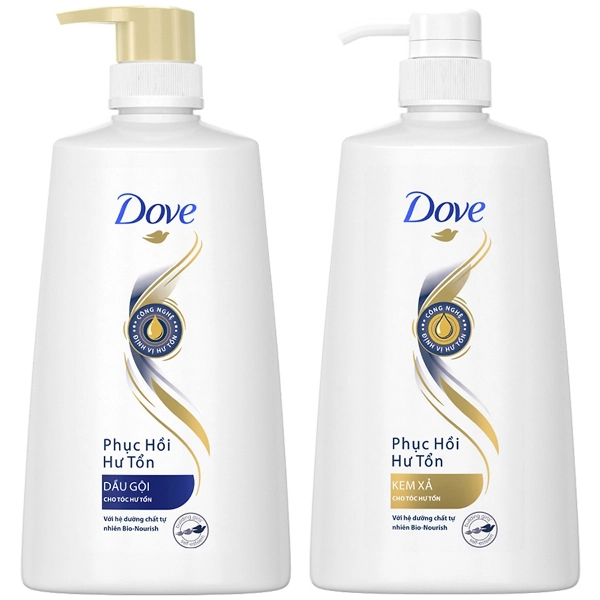 Dove
CÔNG NGHỆ
ĐỊNH VỊ HƯ TỔN
Phục Hồi
Hư Tổn
DẦU GỘI
CHO TÓC HƯ TỔN
Với hệ dưỡng chất tự
nhiên Bio-Nourish
Dove
CÔNG NGHỆ
ĐỊNH VỊ HƯ TỔN
Phục Hồi
Hư Tổn
KEM XẢ
CHO TÓC HƯ TỔN
Với hệ dưỡng chất tự
nhiên Bio-Nourish